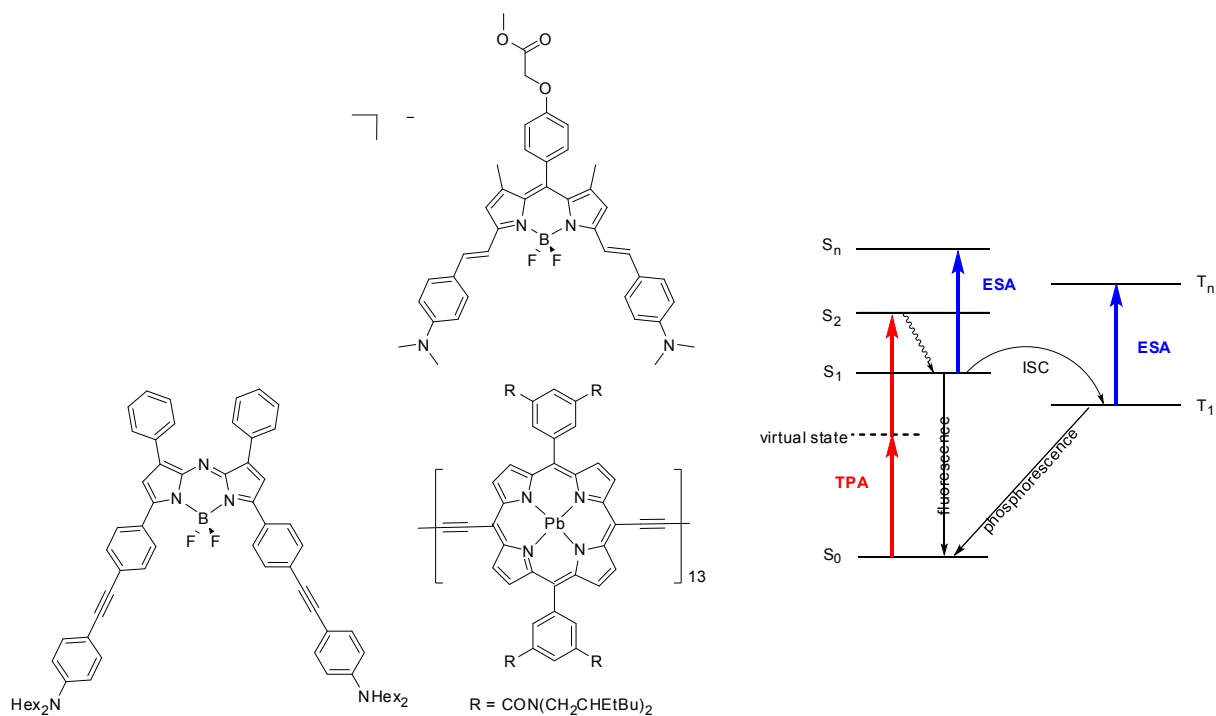 O
O
O
N
N
B
F
F
N
N
N
N
N
B
F
F
Hex₂N
NHex₂
R
R
N
N
Pb
N
N
13
R
R
R = CON(CH₂CHEtBu)₂
Sₙ
S₂
S₁
virtual state
S₀
TPA
ESA
fluorescence
ISC
phosphorescence
ESA
Tₙ
T₁